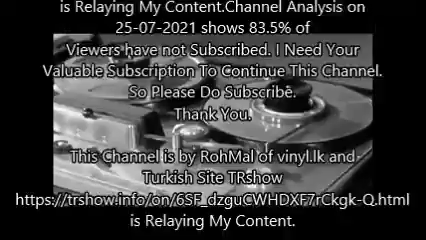 is Relaying My Content.Channel Analysis on
25-07-2021 shows 83.5% of
Viewers have not Subscribed. I Need Your
Valuable Subscription To Continue This Channel.
So Please Do Subscribe.
Thank You.
This Channel is by RohMal of vinyl.lk and
Turkish Site TRshow
https://trshow.info/on/6SF_dzguCWHDXF7rCkgk-Q.html
is Relaying My Content.